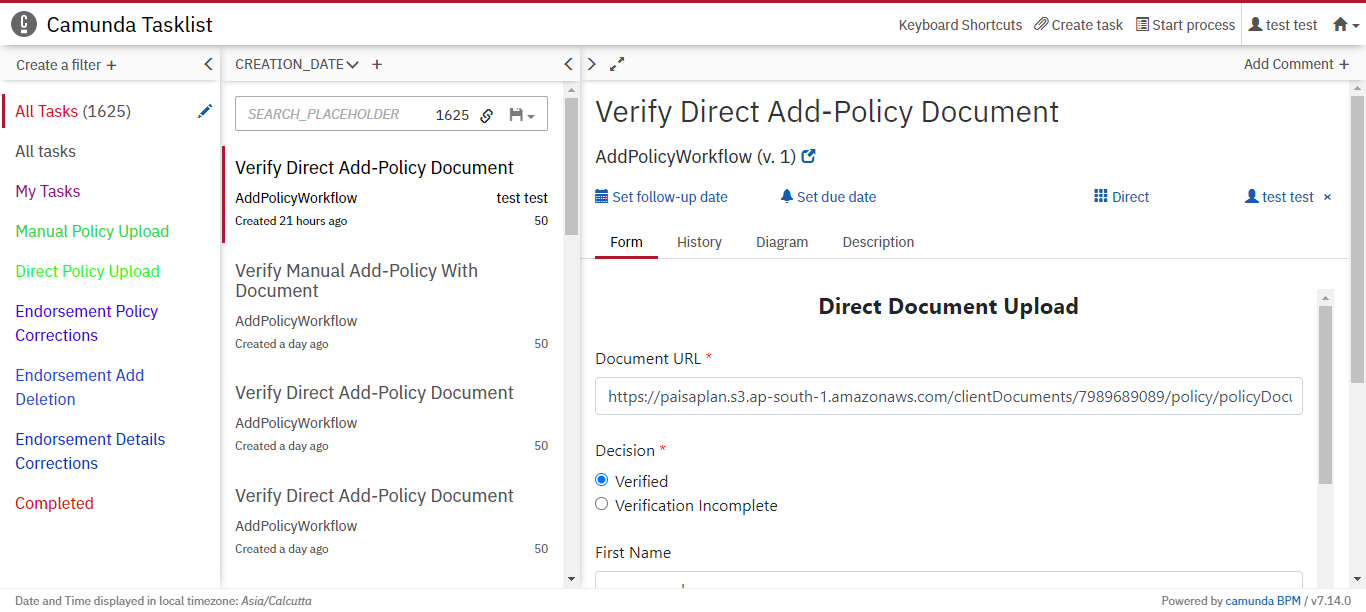 Camunda Tasklist
Keyboard Shortcuts Create task Start process test test
Create a filter +
All Tasks (1625)
All tasks
My Tasks
Manual Policy Upload
Direct Policy Upload
Endorsement Policy
Corrections
Endorsement Add
Deletion
Endorsement Details
Corrections
Completed
CREATION_DATE +
SEARCH_PLACEHOLDER 1625
Verify Direct Add-Policy Document
AddPolicyWorkflow test test
Created 21 hours ago 50
Verify Manual Add-Policy With
Document
AddPolicyWorkflow
Created a day ago 50
Verify Direct Add-Policy Document
AddPolicyWorkflow
Created a day ago 50
Verify Direct Add-Policy Document
AddPolicyWorkflow
Created a day ago 50
Add Comment +
Verify Direct Add-Policy Document
AddPolicyWorkflow (v. 1)
Set follow-up date Set due date Direct test test ×
Form History Diagram Description
Direct Document Upload
Document URL *
https://paisaplan.s3.ap-south-1.amazonaws.com/clientDocuments/7989689089/policy/policyDocu
Decision *
Verified
Verification Incomplete
First Name
Date and Time displayed in local timezone: Asia/Calcutta
Powered by camunda BPM / v7.14.0